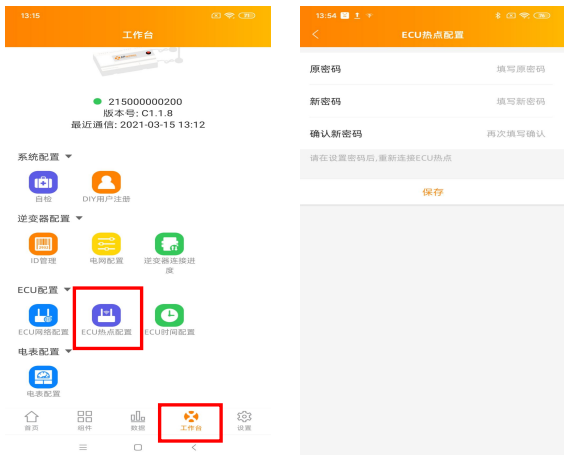 13:15
工作台
215000000200
版本号: C1.1.8
最近通信: 2021-03-15 13:12
系统配置
自检
DIY用户注册
逆变器配置
ID管理
电网配置
逆变器连接进
度
ECU配置
ECU网络配置
ECU热点配置
ECU时间配置
电表配置
电表配置
首页
组件
数据
工作台
设置
13:54
ECU热点配置
原密码
填写原密码
新密码
填写新密码
确认新密码
再次填写确认
请在设置密码后,重新连接ECU热点
保存